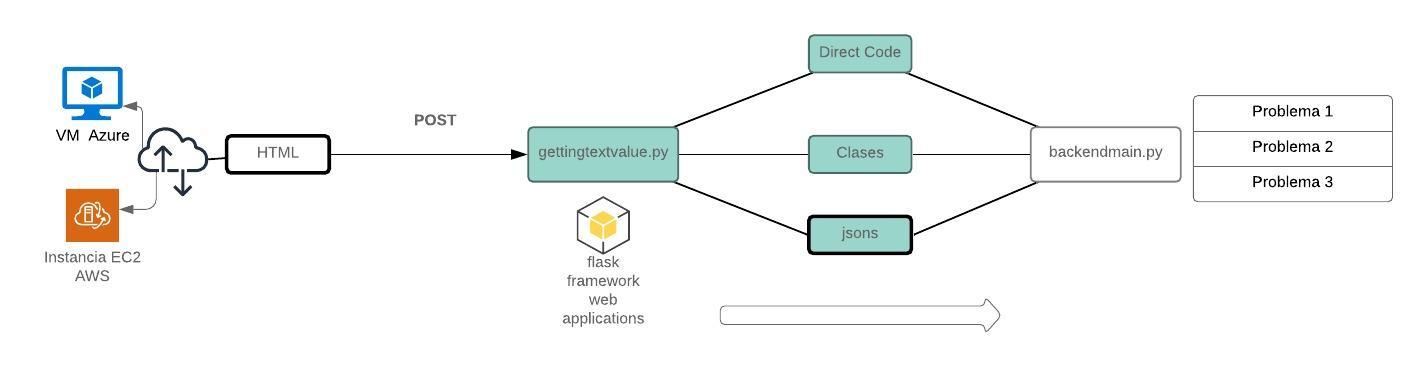 VM Azure
Instancia EC2
AWS
HTML
POST
gettingtextvalue.py
flask
framework
web
applications
Direct Code
Clases
jsons
backendmain.py
Problema 1
Problema 2
Problema 3